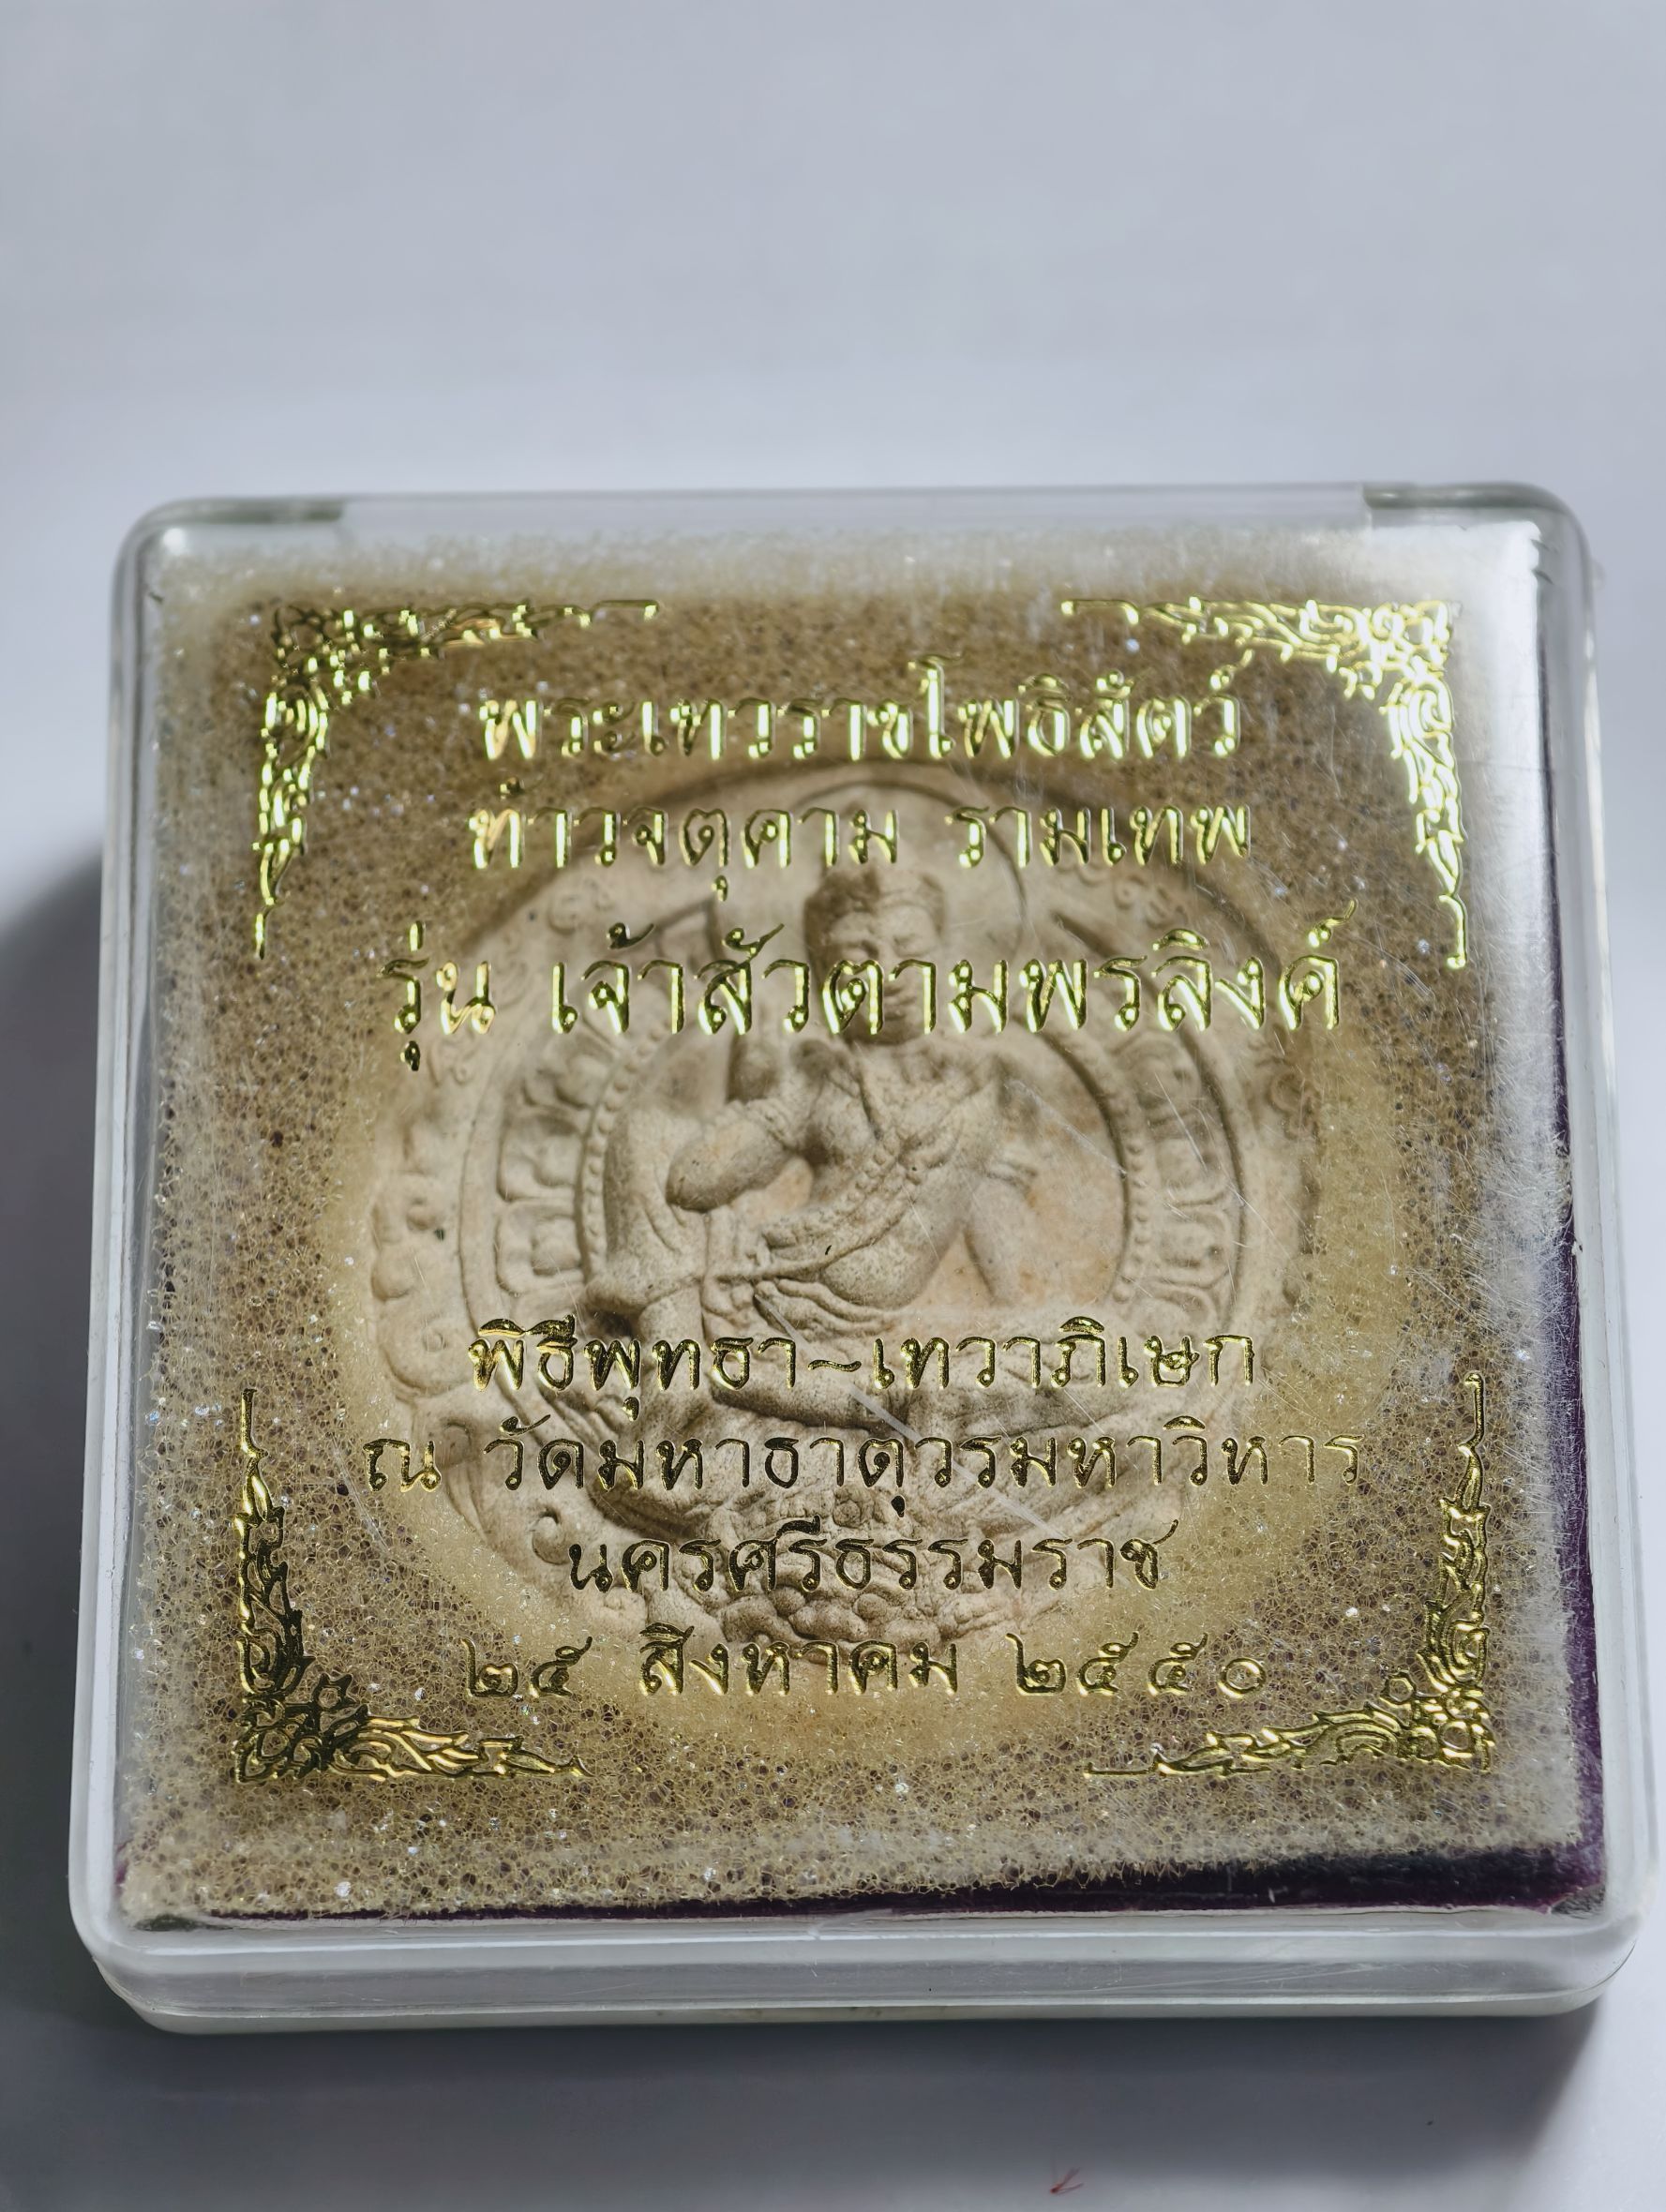 พระเทวราชโพธิสัตว์
ท้าวจตุคาม รามเทพ
รุ่น เจ้าสัวตามพรลิงค์
พิธีพุทธา~เทวาภิเษก
ณ วัดมหาธาตุวรมหาวิหาร
นครศรีธรรมราช
๒๕ สิงหาคม ๒๕๕๐